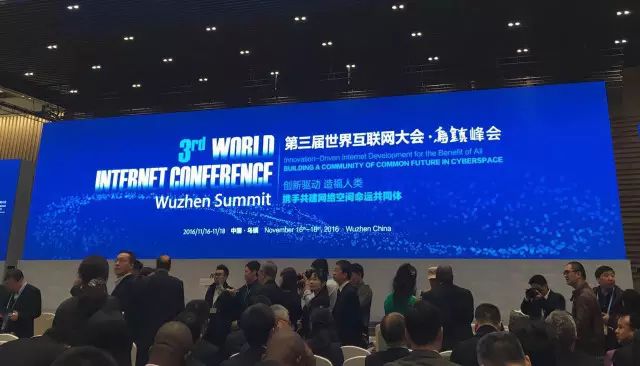 3rd WORLD
INTERNET CONFERENCE
Wuzhen Summit
第三届世界互联网大会·乌镇峰会
Innovation-Driven Internet Development for the Benefit of All
BUILDING A COMMUNITY OF COMMON FUTURE IN CYBERSPACE
创新驱动 造福人类
携手共建网络空间命运共同体
2016/11/16-11/18 中国·乌镇 November 16th-18th, 2016 · Wuzhen China